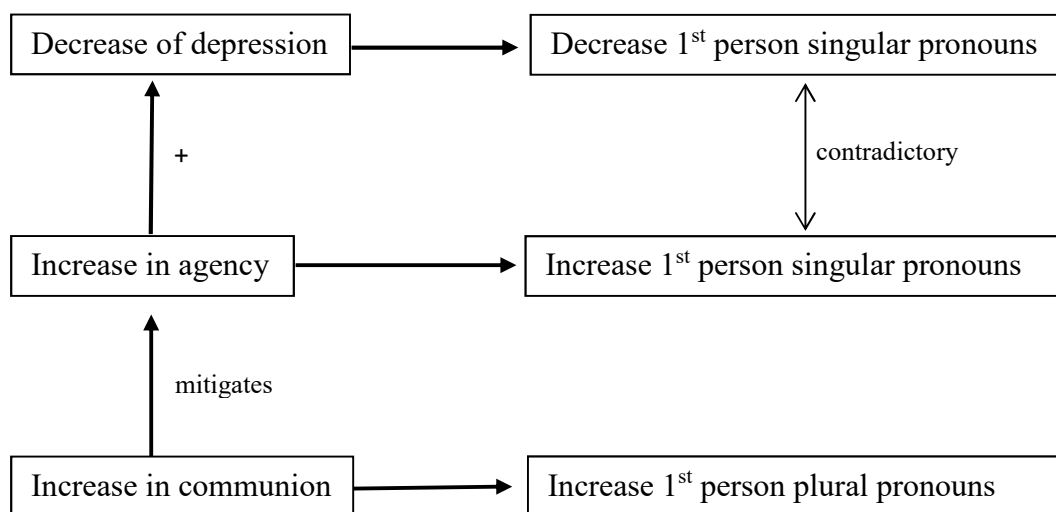 Decrease of depression
Decrease 1st person singular pronouns
+
contradictory
Increase in agency
Increase 1st person singular pronouns
mitigates
Increase in communion
Increase 1st person plural pronouns